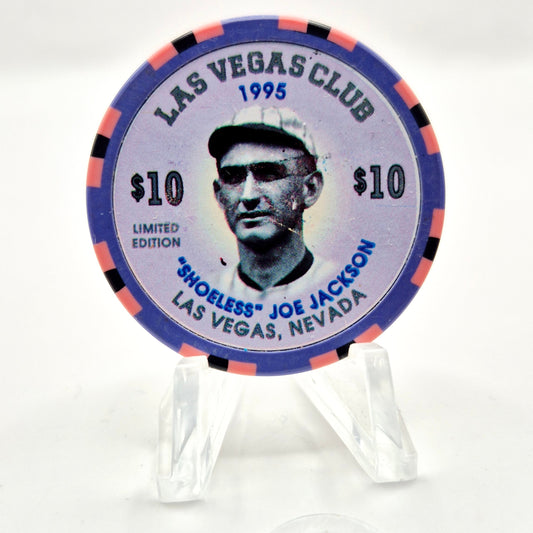 LAS VEGAS CLUB
1995
$10 $10
LIMITED
EDITION
"SHOELESS" JOE JACKSON
LAS VEGAS, NEVADA